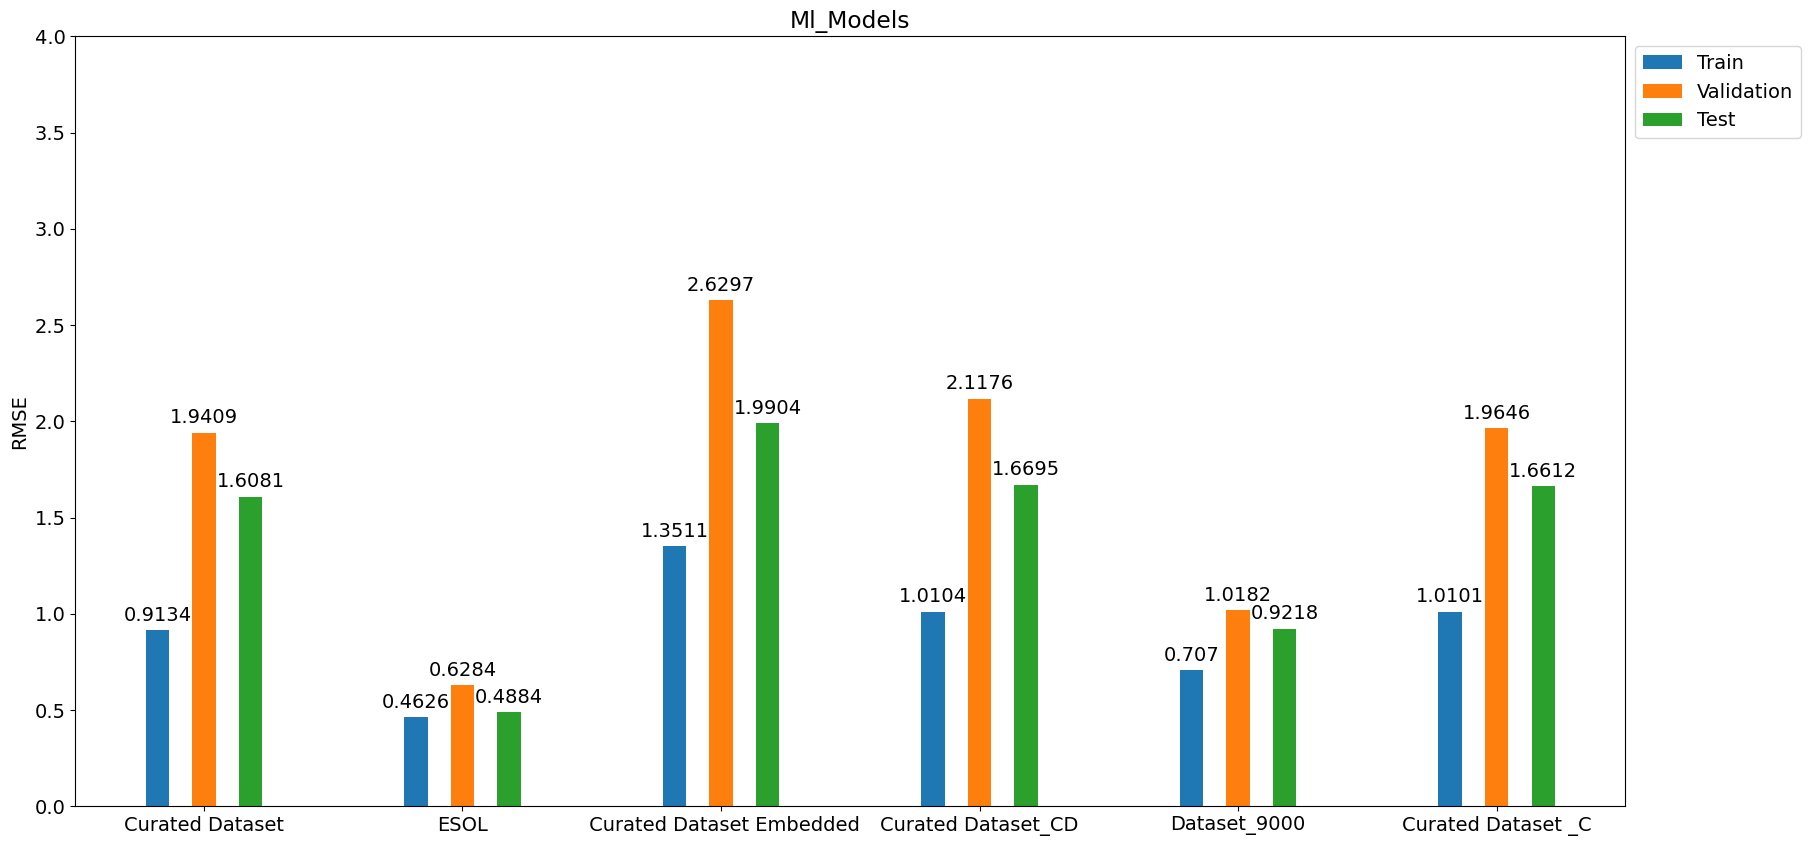 Ml_Models
4.0
3.5
3.0
2.5
2.0
1.5
1.0
0.5
0.0
RMSE
Train
Validation
Test
0.9134
1.9409
1.6081
0.4626
0.6284
0.4884
1.3511
2.6297
1.9904
1.0104
2.1176
1.6695
0.707
1.0182
0.9218
1.0101
1.9646
1.6612
Curated Dataset
ESOL
Curated Dataset Embedded
Curated Dataset_CD
Dataset_9000
Curated Dataset _C